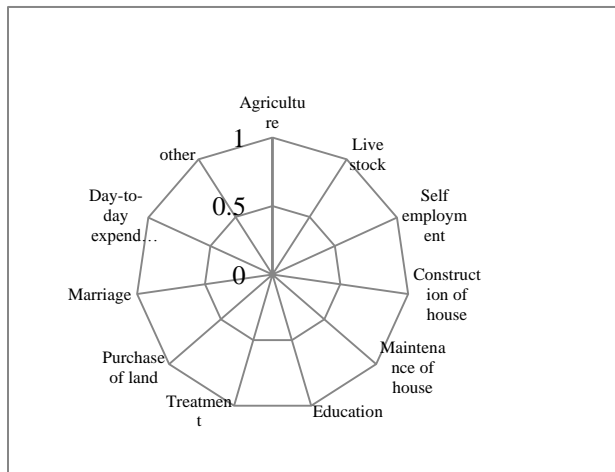 Agricultu
re
Live
stock
Self
employm
ent
Construct
ion of
house
Maintena
nce of
house
Education
Treatmen
t
Purchase
of land
Marriage
Day-to-
day
expend…
other
1
0.5
0